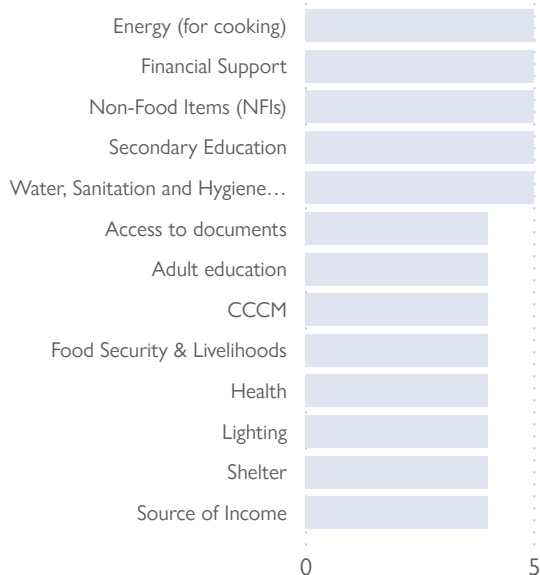 Energy (for cooking)
Financial Support
Non-Food Items (NFIs)
Secondary Education
Water, Sanitation and Hygiene…
Access to documents
Adult education
CCCM
Food Security & Livelihoods
Health
Lighting
Shelter
Source of Income
0 5